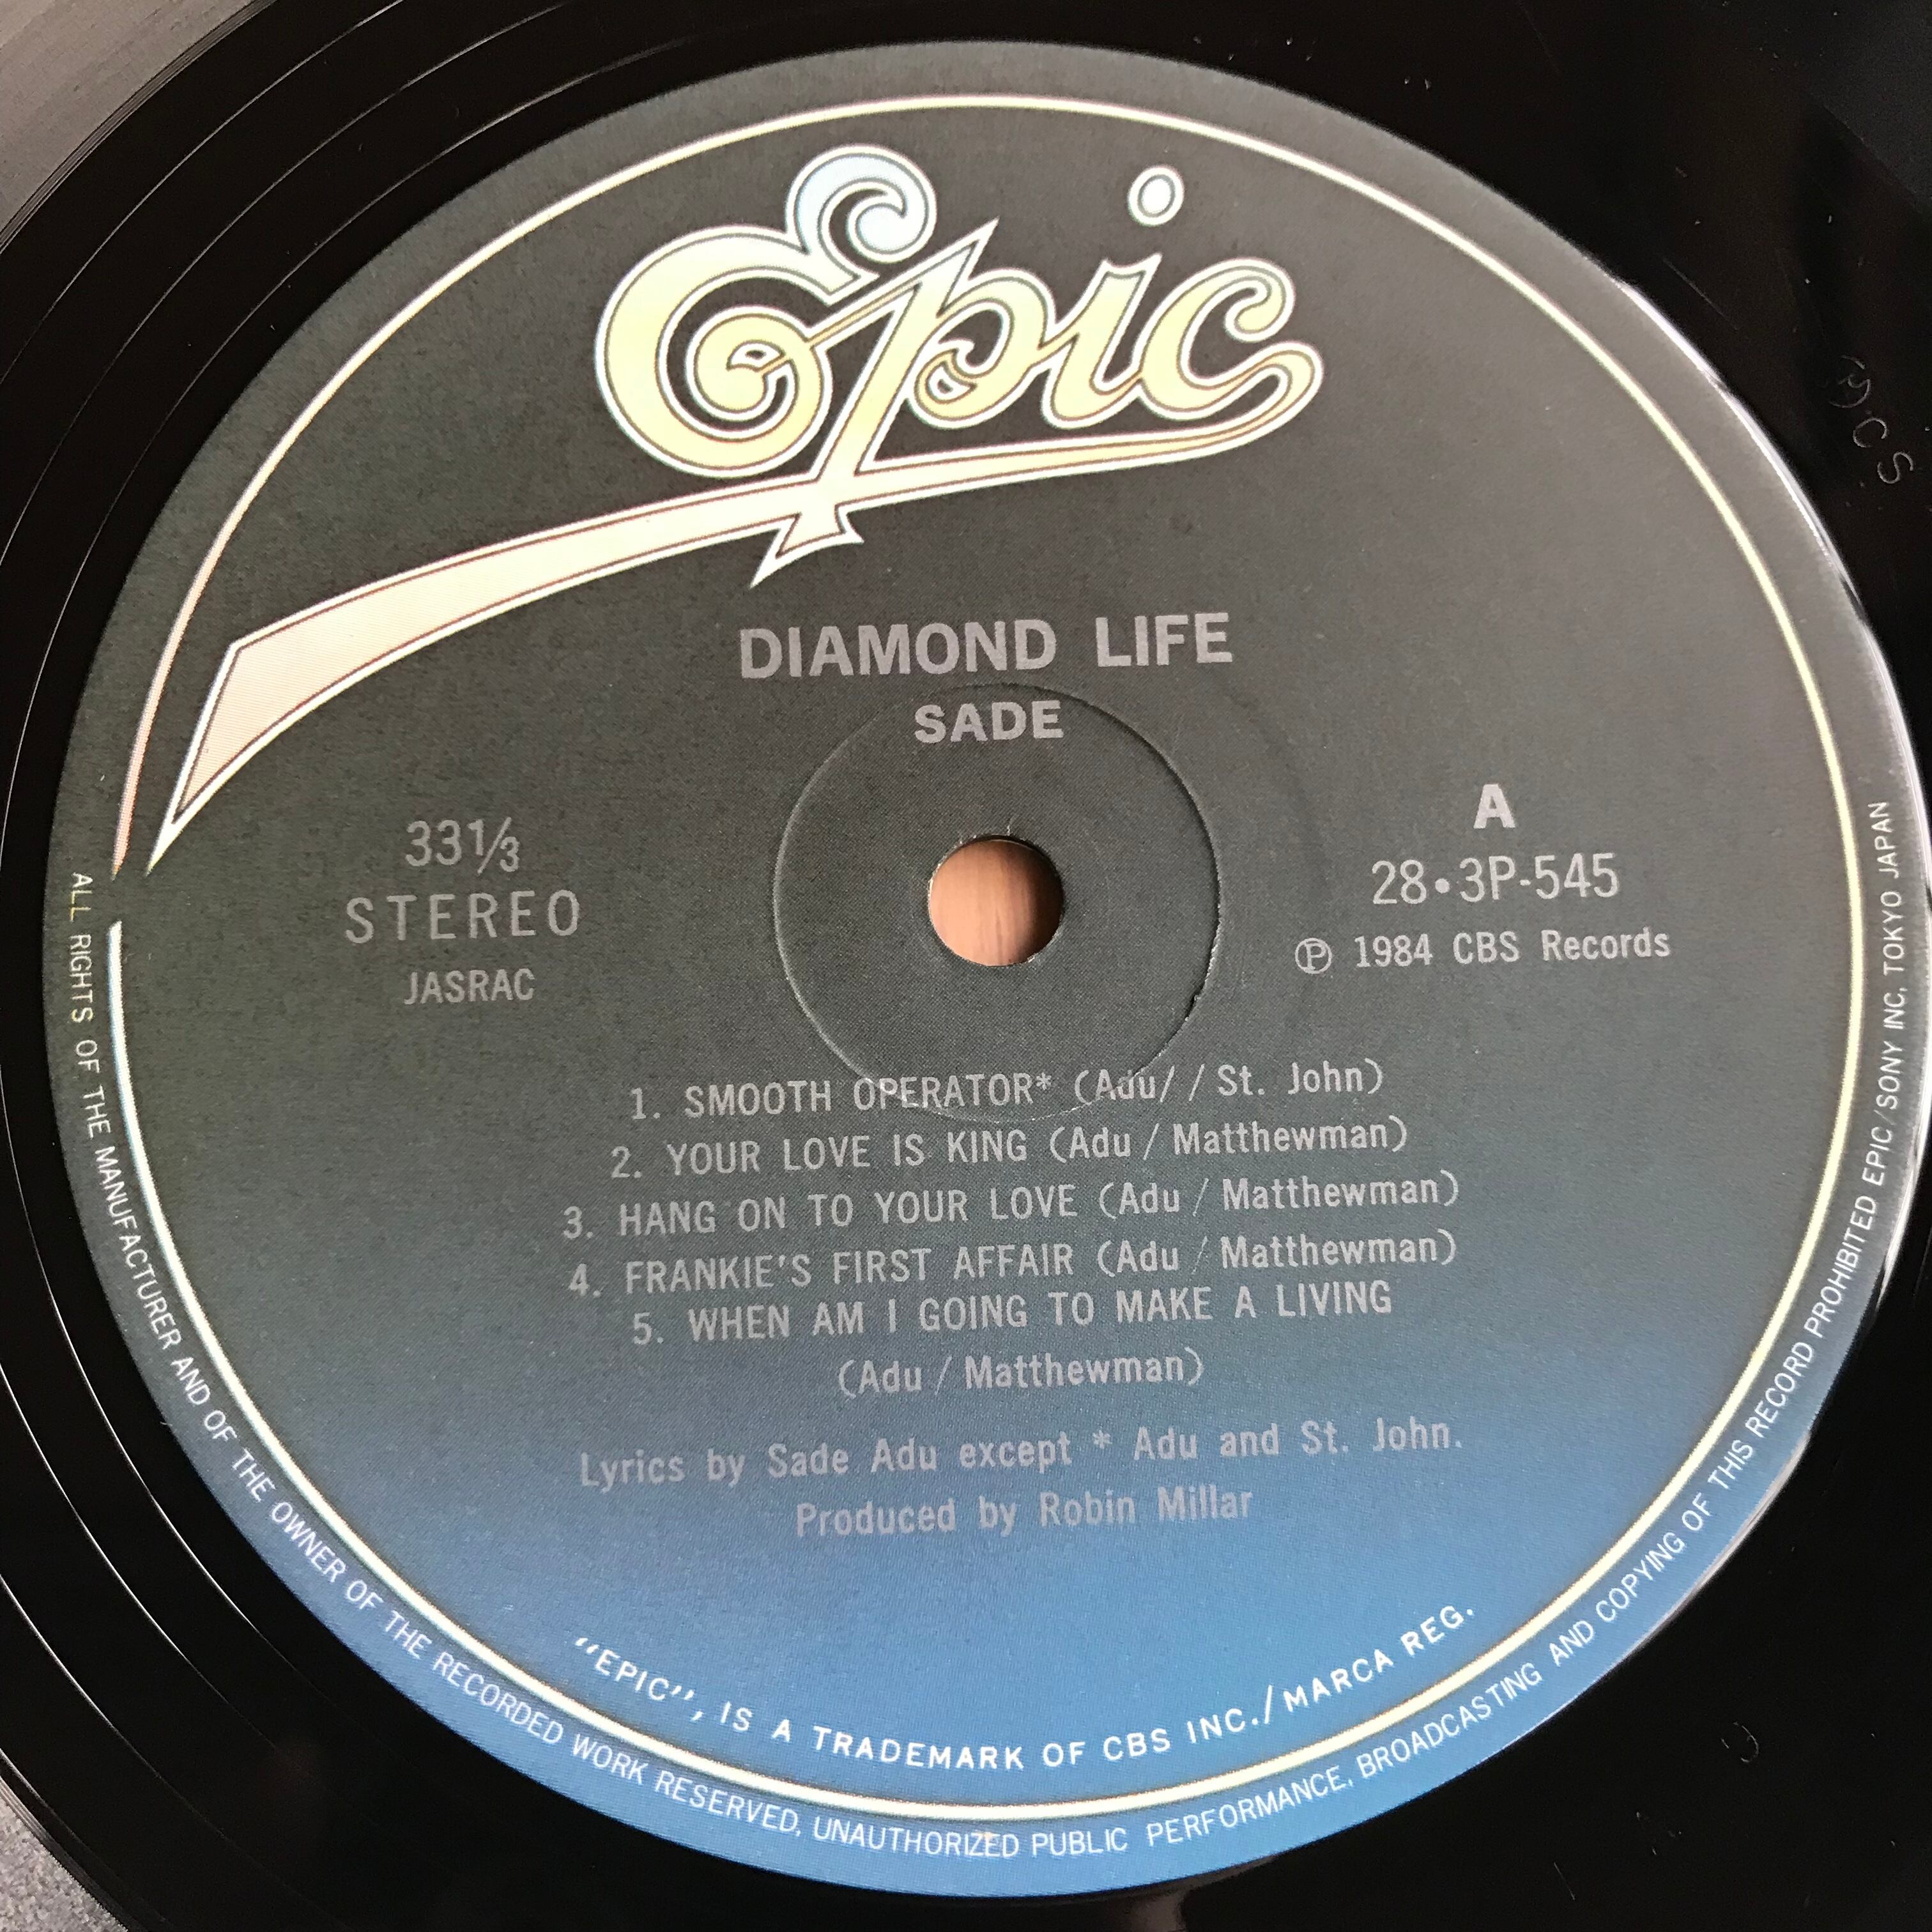 Epic
DIAMOND LIFE
SADE
33⅓
STEREO
JASRAC
A
28•3P-545
Ⓟ 1984 CBS Records
1. SMOOTH OPERATOR* (Adu//St. John)
2. YOUR LOVE IS KING (Adu / Matthewman)
3. HANG ON TO YOUR LOVE (Adu / Matthewman)
4. FRANKIE'S FIRST AFFAIR (Adu / Matthewman)
5. WHEN AM I GOING TO MAKE A LIVING
(Adu / Matthewman)
Lyrics by Sade Adu except * Adu and St. John.
Produced by Robin Millar
"EPIC", IS A TRADEMARK OF CBS INC./MARCA REG.
ALL RIGHTS OF THE MANUFACTURER AND OF THE OWNER OF THE RECORDED WORK RESERVED, UNAUTHORIZED PUBLIC PERFORMANCE, BROADCASTING AND COPYING OF THIS RECORD PROHIBITED EPIC/SONY INC, TOKYO JAPAN